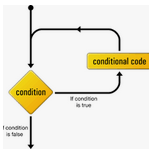 conditional code
condition
If condition
is true
f condition
is false